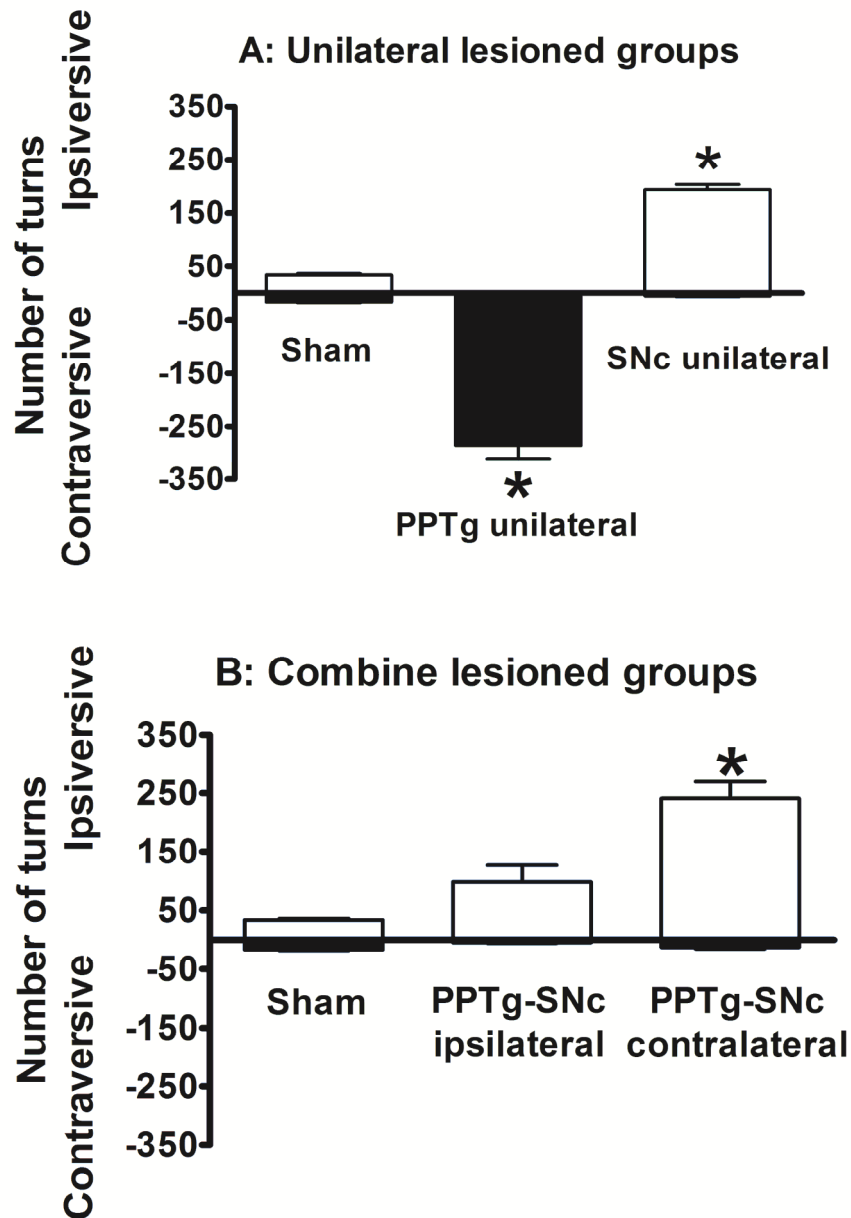 A: Unilateral lesioned groups
Number of turns
Contraversive Ipsiversive
350
250
150
50
-50
-150
-250
-350
*
Sham
SNc unilateral
*
PPTg unilateral
B: Combine lesioned groups
Number of turns
Contraversive Ipsiversive
350
250
150
50
-50
-150
-250
-350
*
Sham
PPTg-SNc
ipsilateral
PPTg-SNc
contralateral